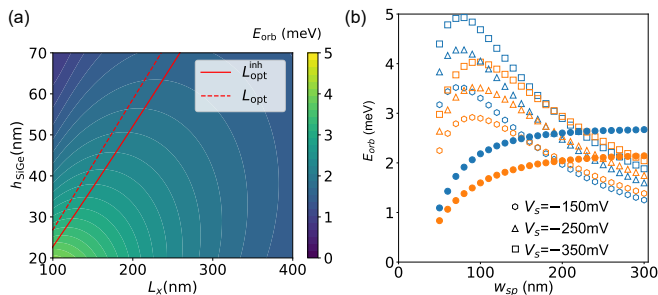 (a)
E_orb (meV)
h_SiGe(nm)
70
60
50
40
30
20
100
200
300
400
L_x(nm)
L_opt^inh
L_opt
5
4
3
2
1
0
(b)
E_orb (meV)
5
4
3
2
1
0
0
100
200
300
w_sp (nm)
V_s=−150mV
V_s=−250mV
V_s=−350mV